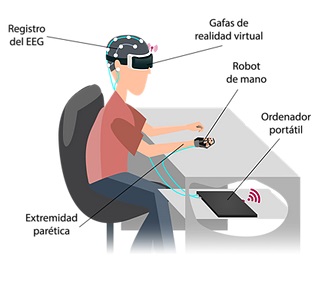 Registro
del EEG
Gafas de
realidad virtual
Robot
de mano
Ordenador
portátil
Extremidad
parética